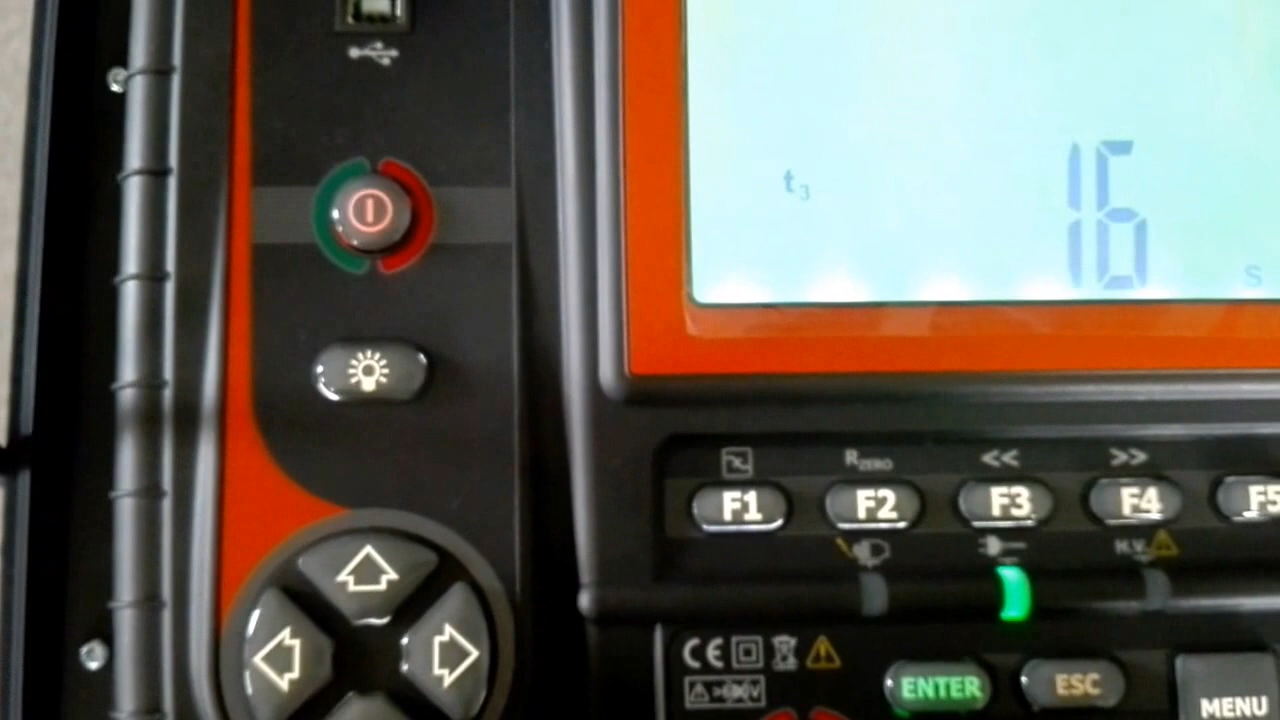 t3 16 s
RZERO << >>
F1 F2 F3 F4 F5
H.V.
CE
ENTER ESC
MENU